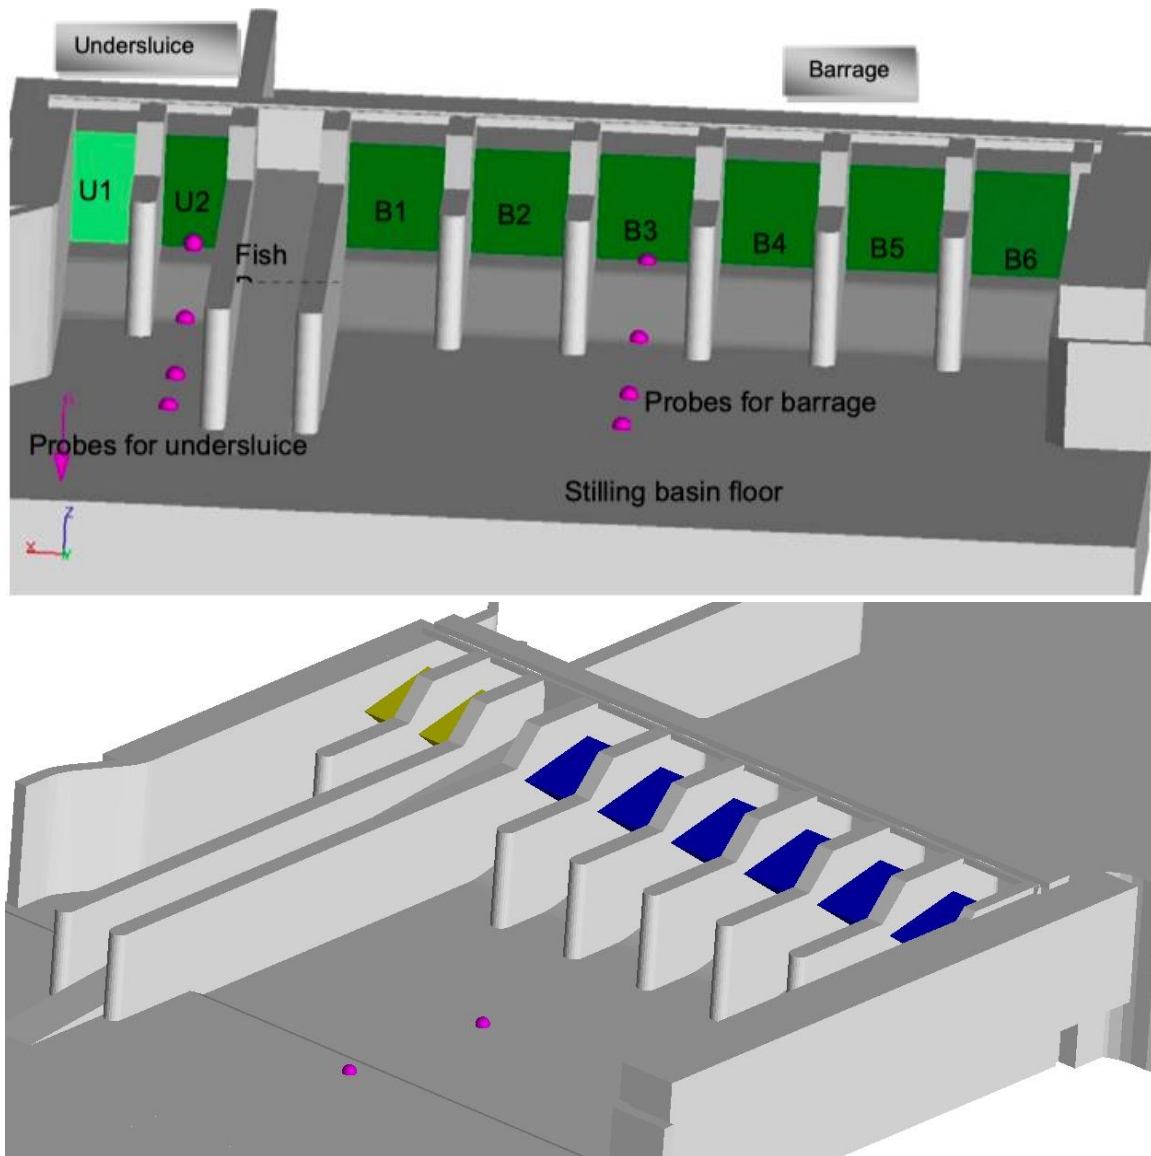 Undersluice
Barrage
U1
U2
B1
B2
B3
B4
B5
B6
Fish
Probes for barrage
Probes for undersluice
Stilling basin floor
Z
X